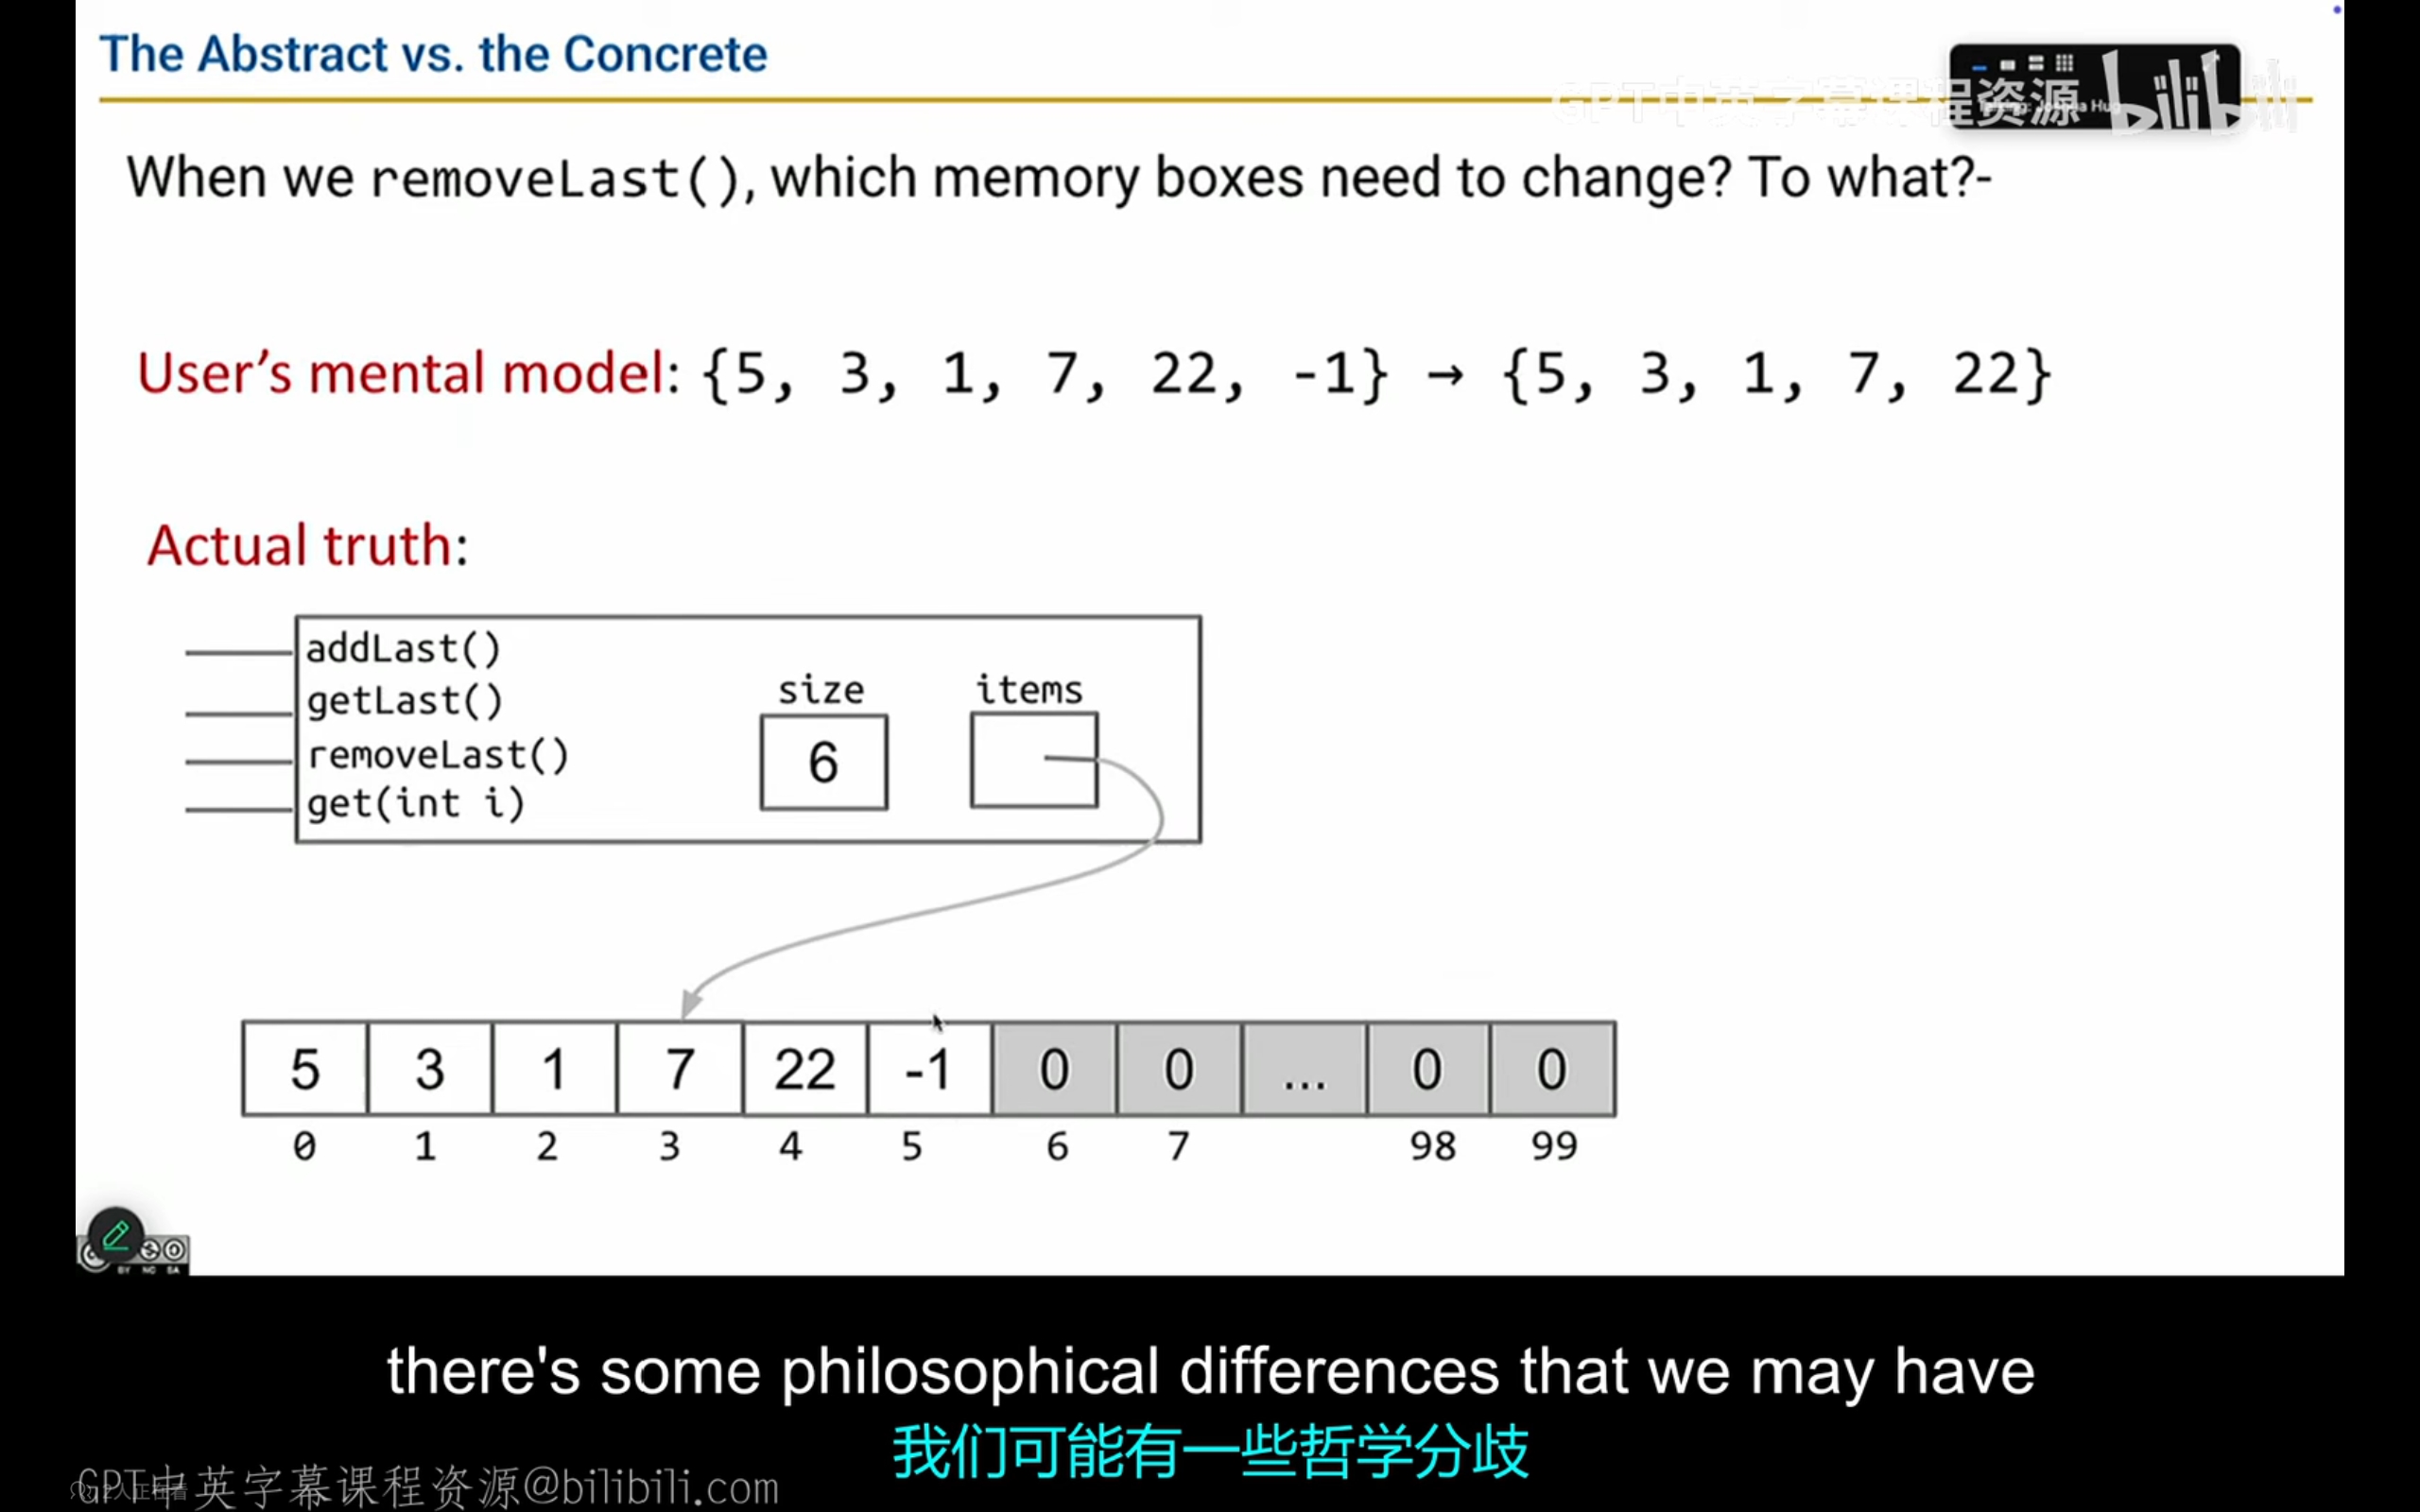 The Abstract vs. the Concrete
GPT中英字幕课程资源 bilibili
When we removeLast(), which memory boxes need to change? To what?-
User's mental model: {5, 3, 1, 7, 22, -1} → {5, 3, 1, 7, 22}
Actual truth:
addLast()
getLast()
removeLast()
get(int i)
size
6
items
5 3 1 7 22 -1 0 0 ... 0 0
0 1 2 3 4 5 6 7 98 99
BY NC SA
there's some philosophical differences that we may have
我们可能有一些哲学分歧
GPT中英字幕课程资源@bilibili.com